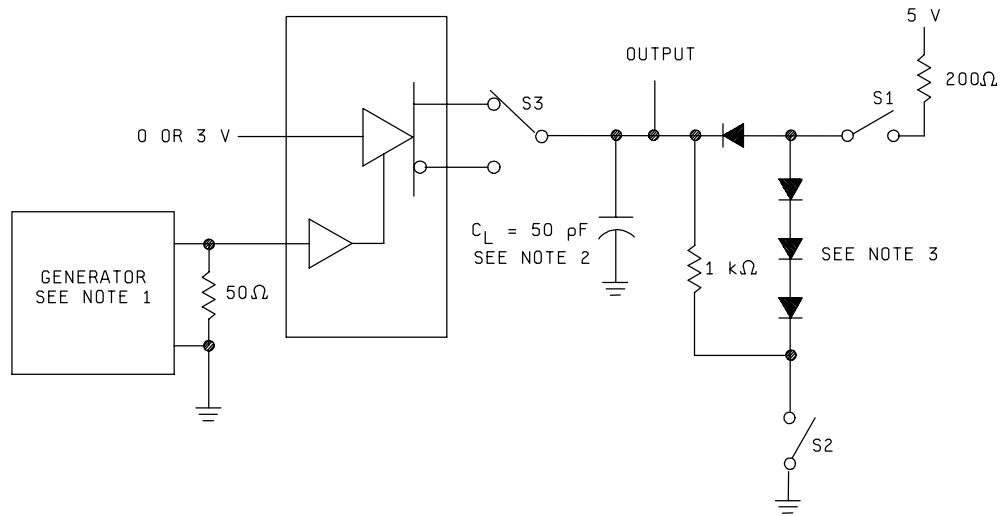 5 V
200Ω
OUTPUT
S1
S3
0 OR 3 V
CL = 50 pF
SEE NOTE 2
1 kΩ
SEE NOTE 3
GENERATOR
SEE NOTE 1
50Ω
S2